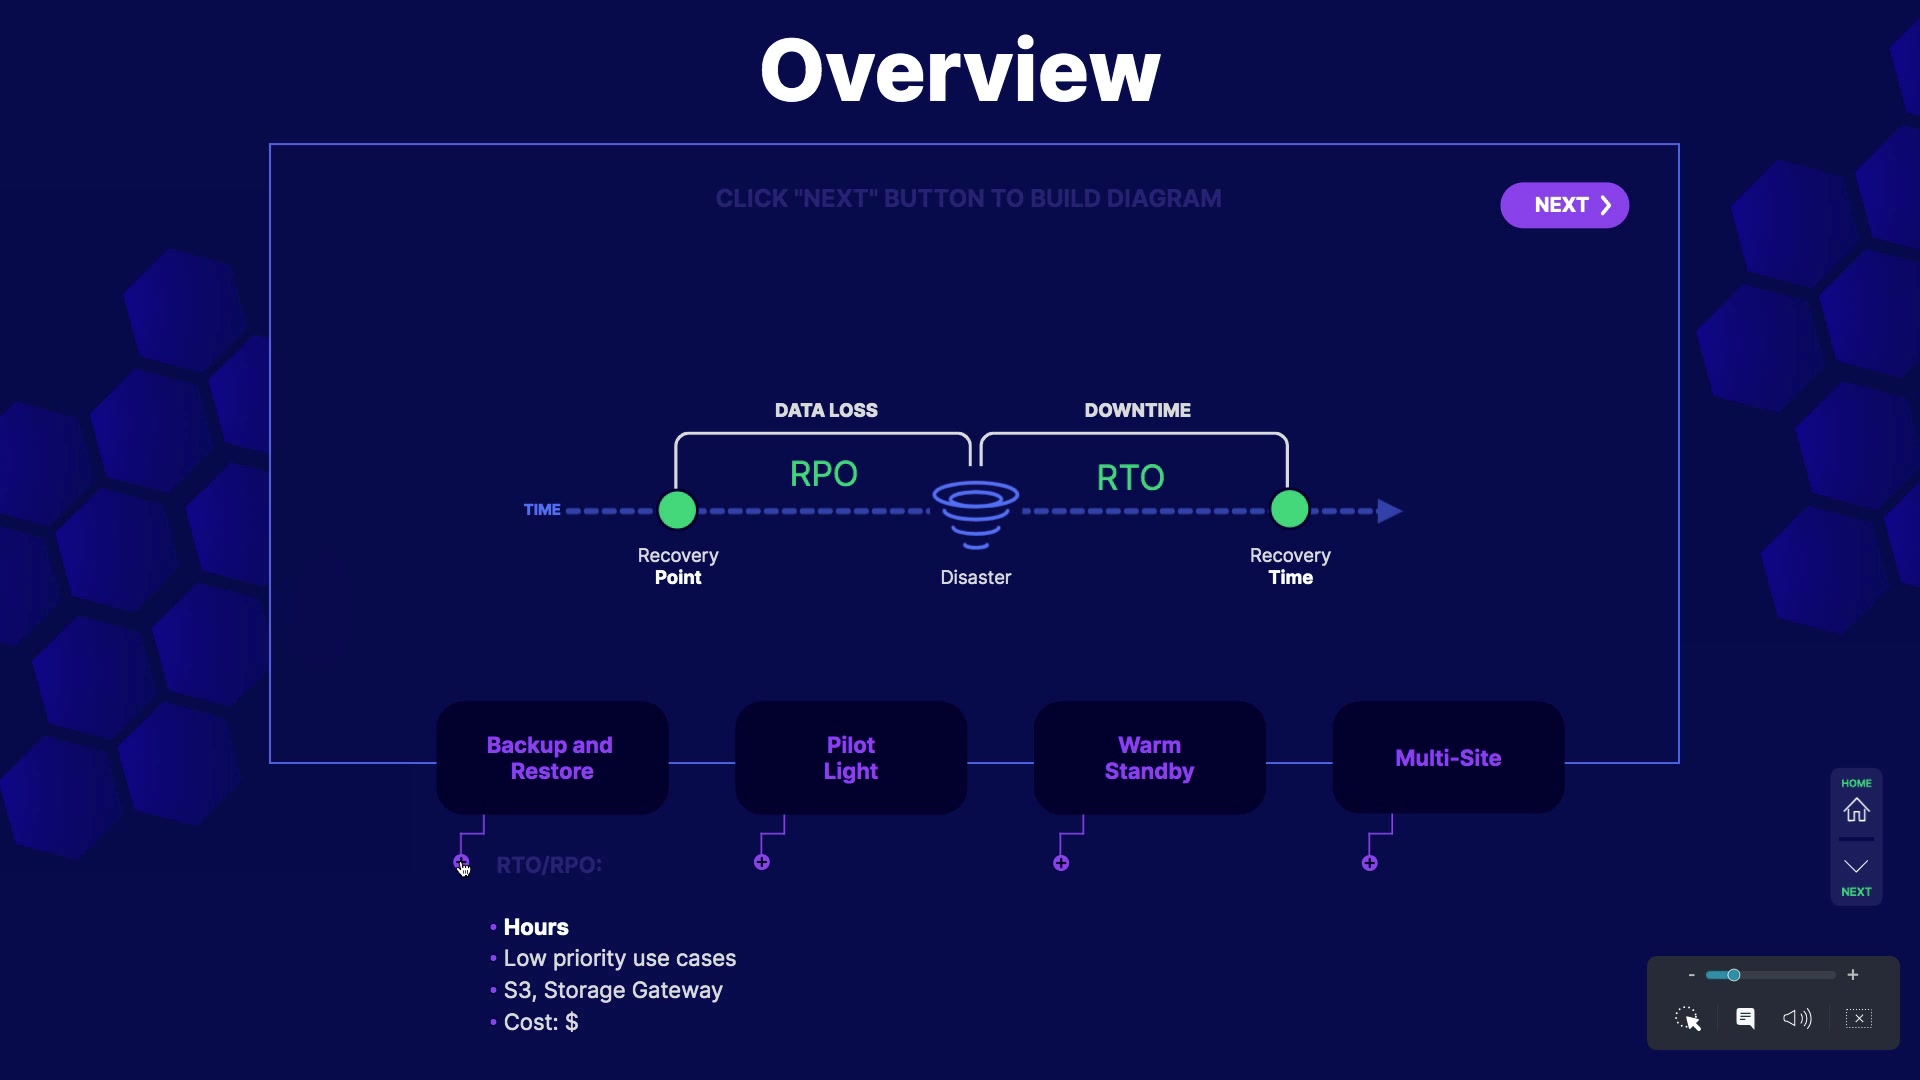 Overview
CLICK "NEXT" BUTTON TO BUILD DIAGRAM
NEXT
DATA LOSS
DOWNTIME
RPO
RTO
TIME
Recovery
Point
Disaster
Recovery
Time
Backup and
Restore
Pilot
Light
Warm
Standby
Multi-Site
RTO/RPO:
• Hours
• Low priority use cases
• S3, Storage Gateway
• Cost: $
HOME
NEXT
- +